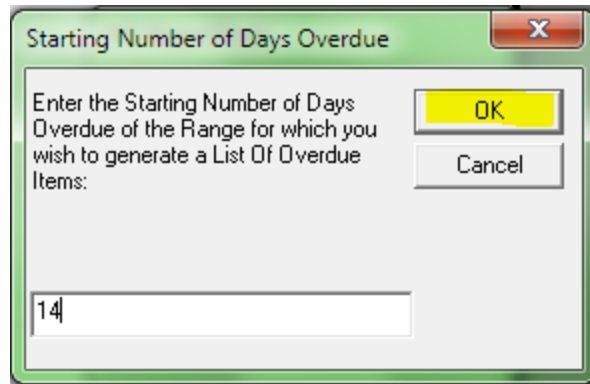 Starting Number of Days Overdue
Enter the Starting Number of Days
Overdue of the Range for which you
wish to generate a List Of Overdue
Items:
OK
Cancel
14